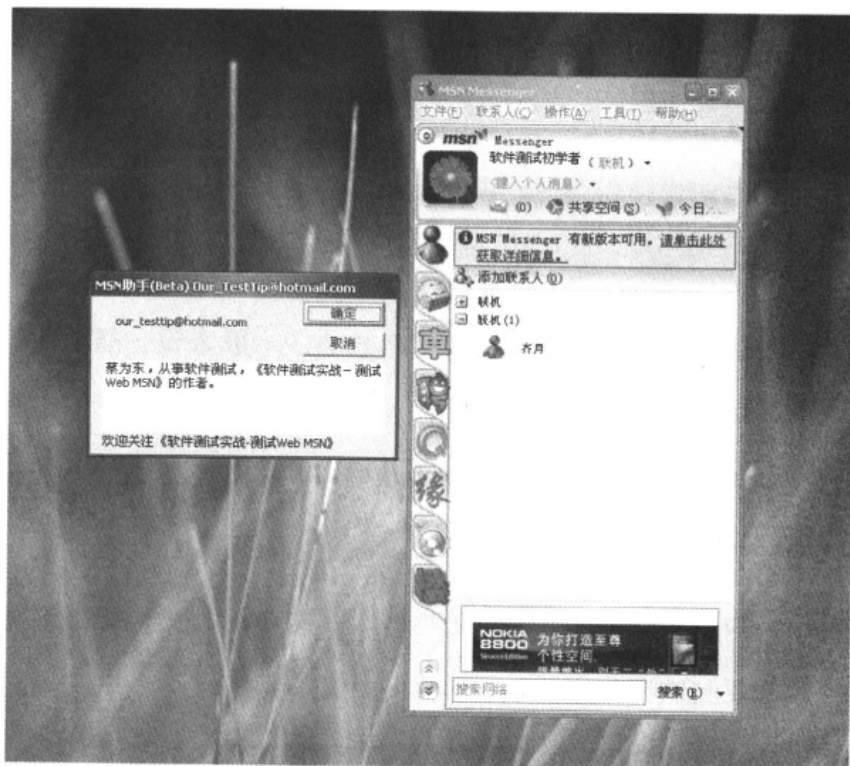 MSN助手(Beta) Our_TestTip@hotmail.com
our_testtip@hotmail.com
确定
取消
蔡为东，从事软件测试，《软件测试实战－测试
Web MSN》的作者。
欢迎关注《软件测试实战-测试Web MSN》
MSN Messenger
文件(F) 联系人(C) 操作(A) 工具(T) 帮助(H)
msn Messenger
软件测试初学者 (联机)
<键入个人消息>
(0) 共享空间(S) 今日...
MSN Messenger 有新版本可用，请单击此处
获取详细信息。
添加联系人(D)
联机
脱机(1)
齐月
車
聘
Q
缘
NOKIA
8800
为你打造至尊
个性空间
搜索网络...
搜索(R)